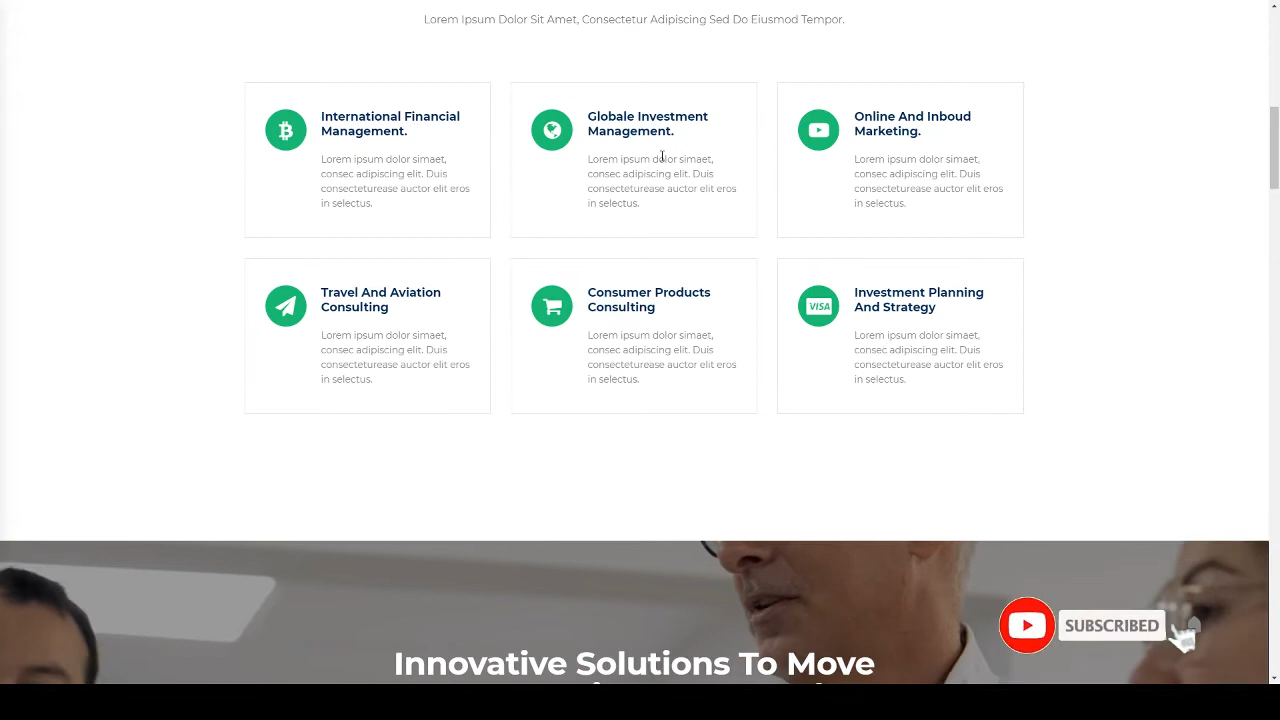 Lorem Ipsum Dolor Sit Amet, Consectetur Adipiscing Sed Do Eiusmod Tempor.
International Financial
Management.
Lorem ipsum dolor simaet,
consec adipiscing elit. Duis
consecteturease auctor elit eros
in selectus.
Globale Investment
Management.
Lorem ipsum dolor simaet,
consec adipiscing elit. Duis
consecteturease auctor elit eros
in selectus.
Online And Inboud
Marketing.
Lorem ipsum dolor simaet,
consec adipiscing elit. Duis
consecteturease auctor elit eros
in selectus.
Travel And Aviation
Consulting
Lorem ipsum dolor simaet,
consec adipiscing elit. Duis
consecteturease auctor elit eros
in selectus.
Consumer Products
Consulting
Lorem ipsum dolor simaet,
consec adipiscing elit. Duis
consecteturease auctor elit eros
in selectus.
VISA
Investment Planning
And Strategy
Lorem ipsum dolor simaet,
consec adipiscing elit. Duis
consecteturease auctor elit eros
in selectus.
SUBSCRIBED
Innovative Solutions To Move